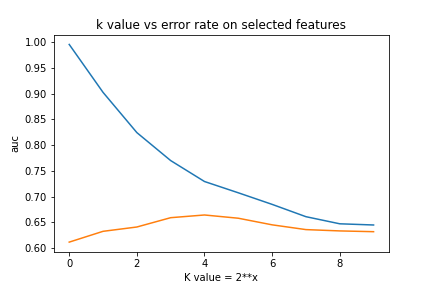 k value vs error rate on selected features
1.00
0.95
0.90
0.85
0.80
0.75
0.70
0.65
0.60
auc
0 2 4 6 8
K value = 2**x